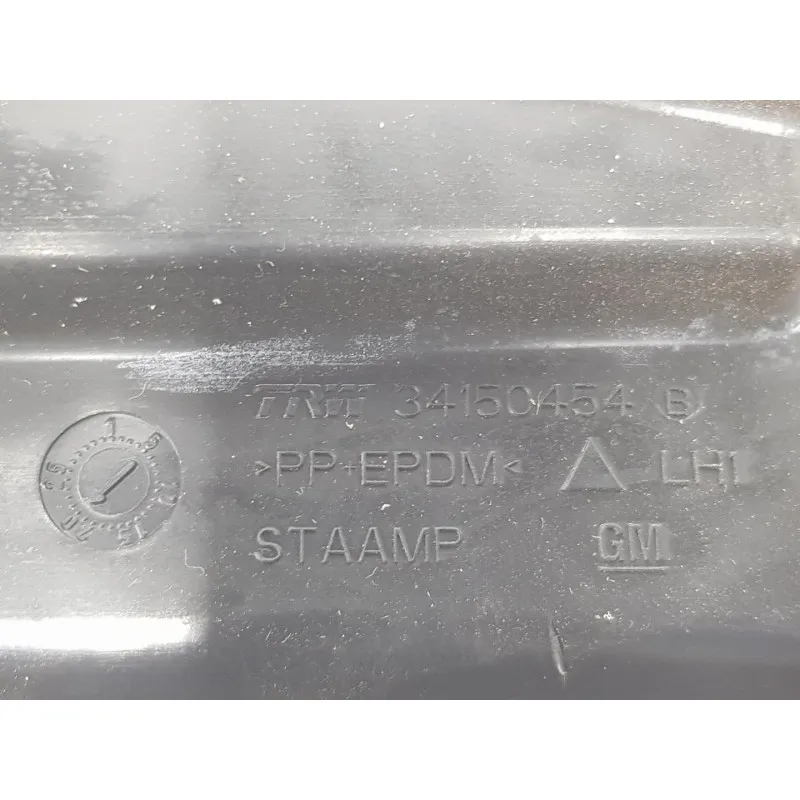 TRW 34150454 B
>PP+EPDM< LH1
STAAMP GM